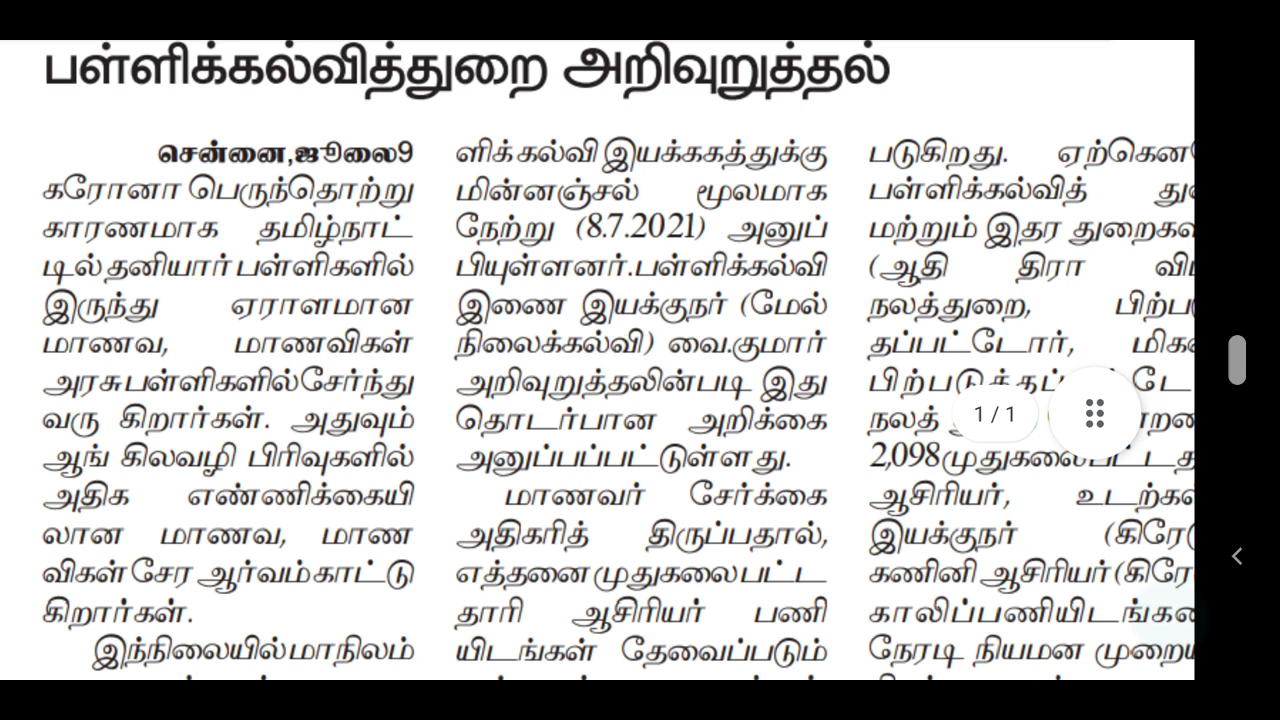 பள்ளிக்கல்வித்துறை அறிவுறுத்தல்
சென்னை,ஜூலை9
கரோனா பெருந்தொற்று
காரணமாக தமிழ்நாட்
டில் தனியார் பள்ளிகளில்
இருந்து ஏராளமான
மாணவ, மாணவிகள்
அரசு பள்ளிகளில் சேர்ந்து
வரு கிறார்கள். அதுவும்
ஆங் கிலவழி பிரிவுகளில்
அதிக எண்ணிக்கையி
லான மாணவ, மாண
விகள் சேர ஆர்வம் காட்டு
கிறார்கள்.
இந்நிலையில் மாநிலம்
ளிக்கல்வி இயக்ககத்துக்கு
மின்னஞ்சல் மூலமாக
நேற்று (8.7.2021) அனுப்
பியுள்ளனர்.பள்ளிக்கல்வி
இணை இயக்குநர் (மேல்
நிலைக்கல்வி) வை.குமார்
அறிவுறுத்தலின்படி இது
தொடர்பான அறிக்கை
அனுப்பப்பட்டுள்ளது.
மாணவர் சேர்க்கை
அதிகரித் திருப்பதால்,
எத்தனை முதுகலை பட்ட
தாரி ஆசிரியர் பணி
யிடங்கள் தேவைப்படும்
படுகிறது.
பள்ளிக்கல்வித்
மற்றும் இதர
(ஆதி திரா
நலத்துறை,
தப்பட்டோர்,
நலத்
2,098
ஆசிரியர்,
இயக்குநர்
கணினி ஆசிரியர்
நேரடி நியமன
1 / 1